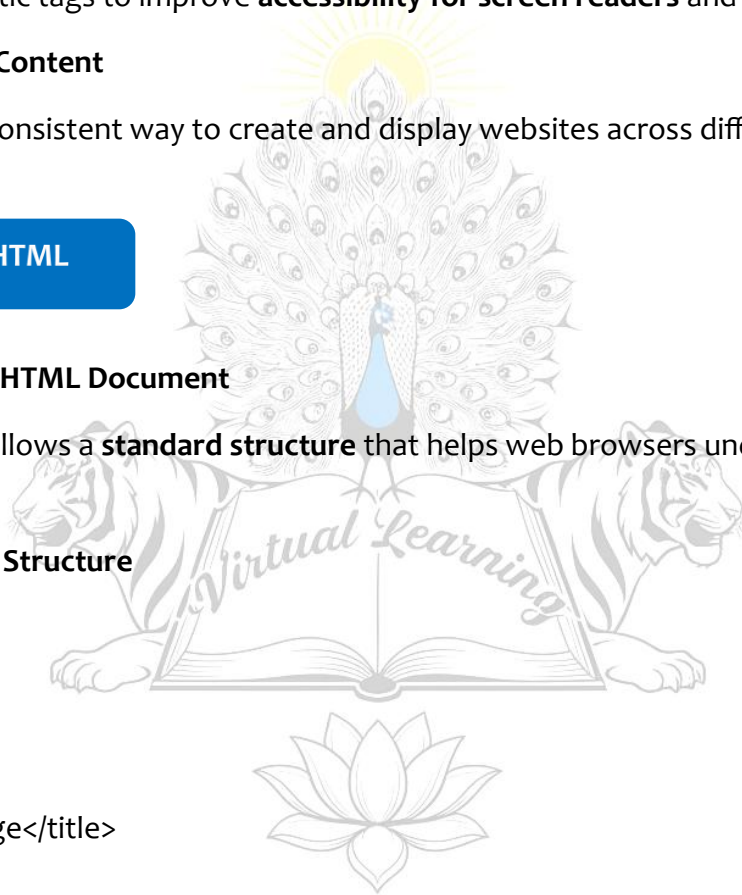 tic tags to improve accessibility for screen readers and
Content
onsistent way to create and display websites across diff
HTML
HTML Document
llows a standard structure that helps web browsers un
Virtual Learning
Structure
ge</title>